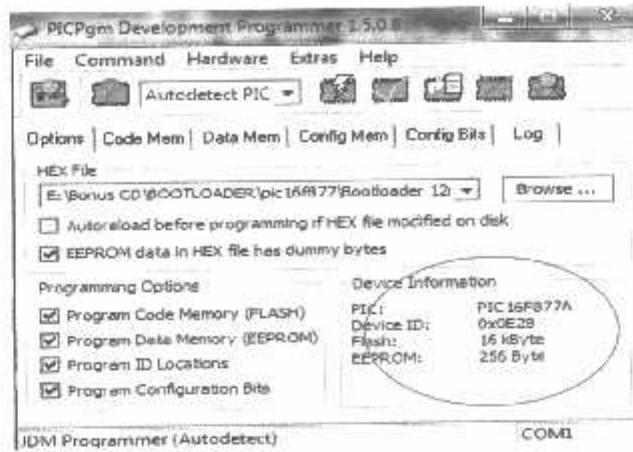 PICPgm Development Programmer 1.5.0.8
File Command Hardware Extras Help
Autodetect PIC
Options Code Mem Data Mem Config Mem Config Bits Log
HEX File
E:\Bonus CD\BOOTLOADER\pic16f877\Bootloader 12 Browse ...
Autoreload before programming if HEX file modified on disk
EEPROM data in HEX file has dummy bytes
Programming Options
Program Code Memory (FLASH)
Program Data Memory (EEPROM)
Program ID Locations
Program Configuration Bits
Device Information
PIC: PIC16F877A
Device ID: 0x0E28
Flash: 16 kByte
EEPROM: 256 Byte
JDM Programmer (Autodetect) COM1